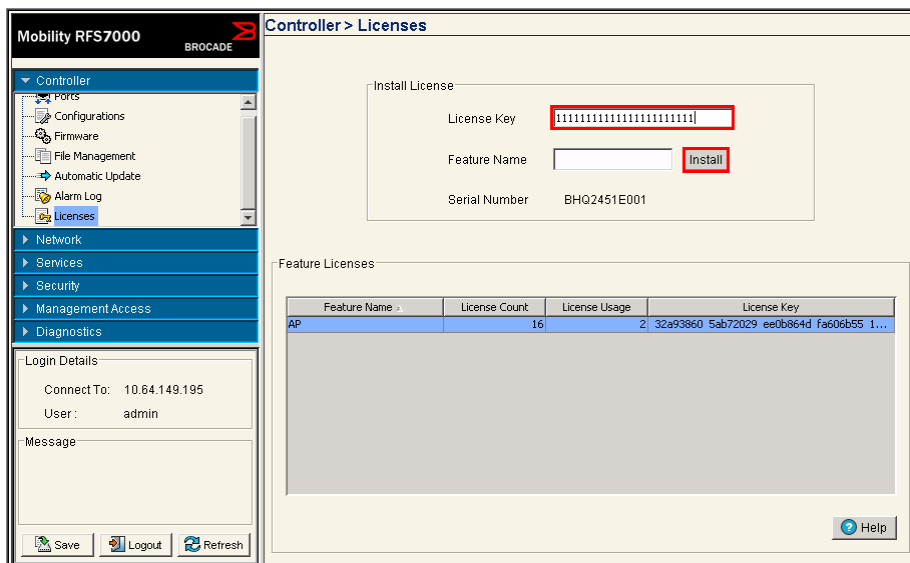 Mobility RFS7000
BROCADE
Controller > Licenses
Controller
Ports
Configurations
Firmware
File Management
Automatic Update
Alarm Log
Licenses
Network
Services
Security
Management Access
Diagnostics
Login Details
Connect To: 10.64.149.195
User : admin
Message
Save Logout Refresh
Install License
License Key
Feature Name Install
Serial Number BHQ2451E001
Feature Licenses
Feature Name License Count License Usage License Key
AP 16 2 32a93860 5ab72029 ee0b864d fa606b55 1...
Help